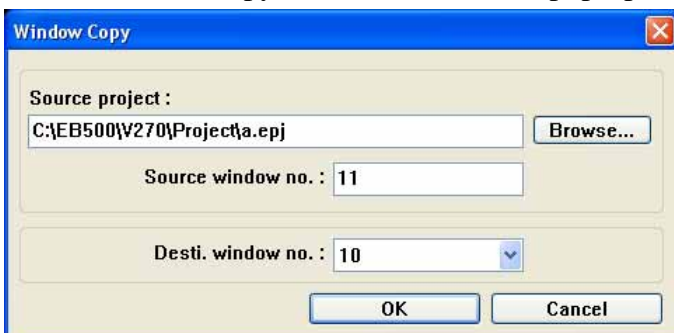 Window Copy
Source project :
C:\EB500\V270\Project\a.epj Browse...
Source window no. : 11
Desti. window no. : 10
OK Cancel